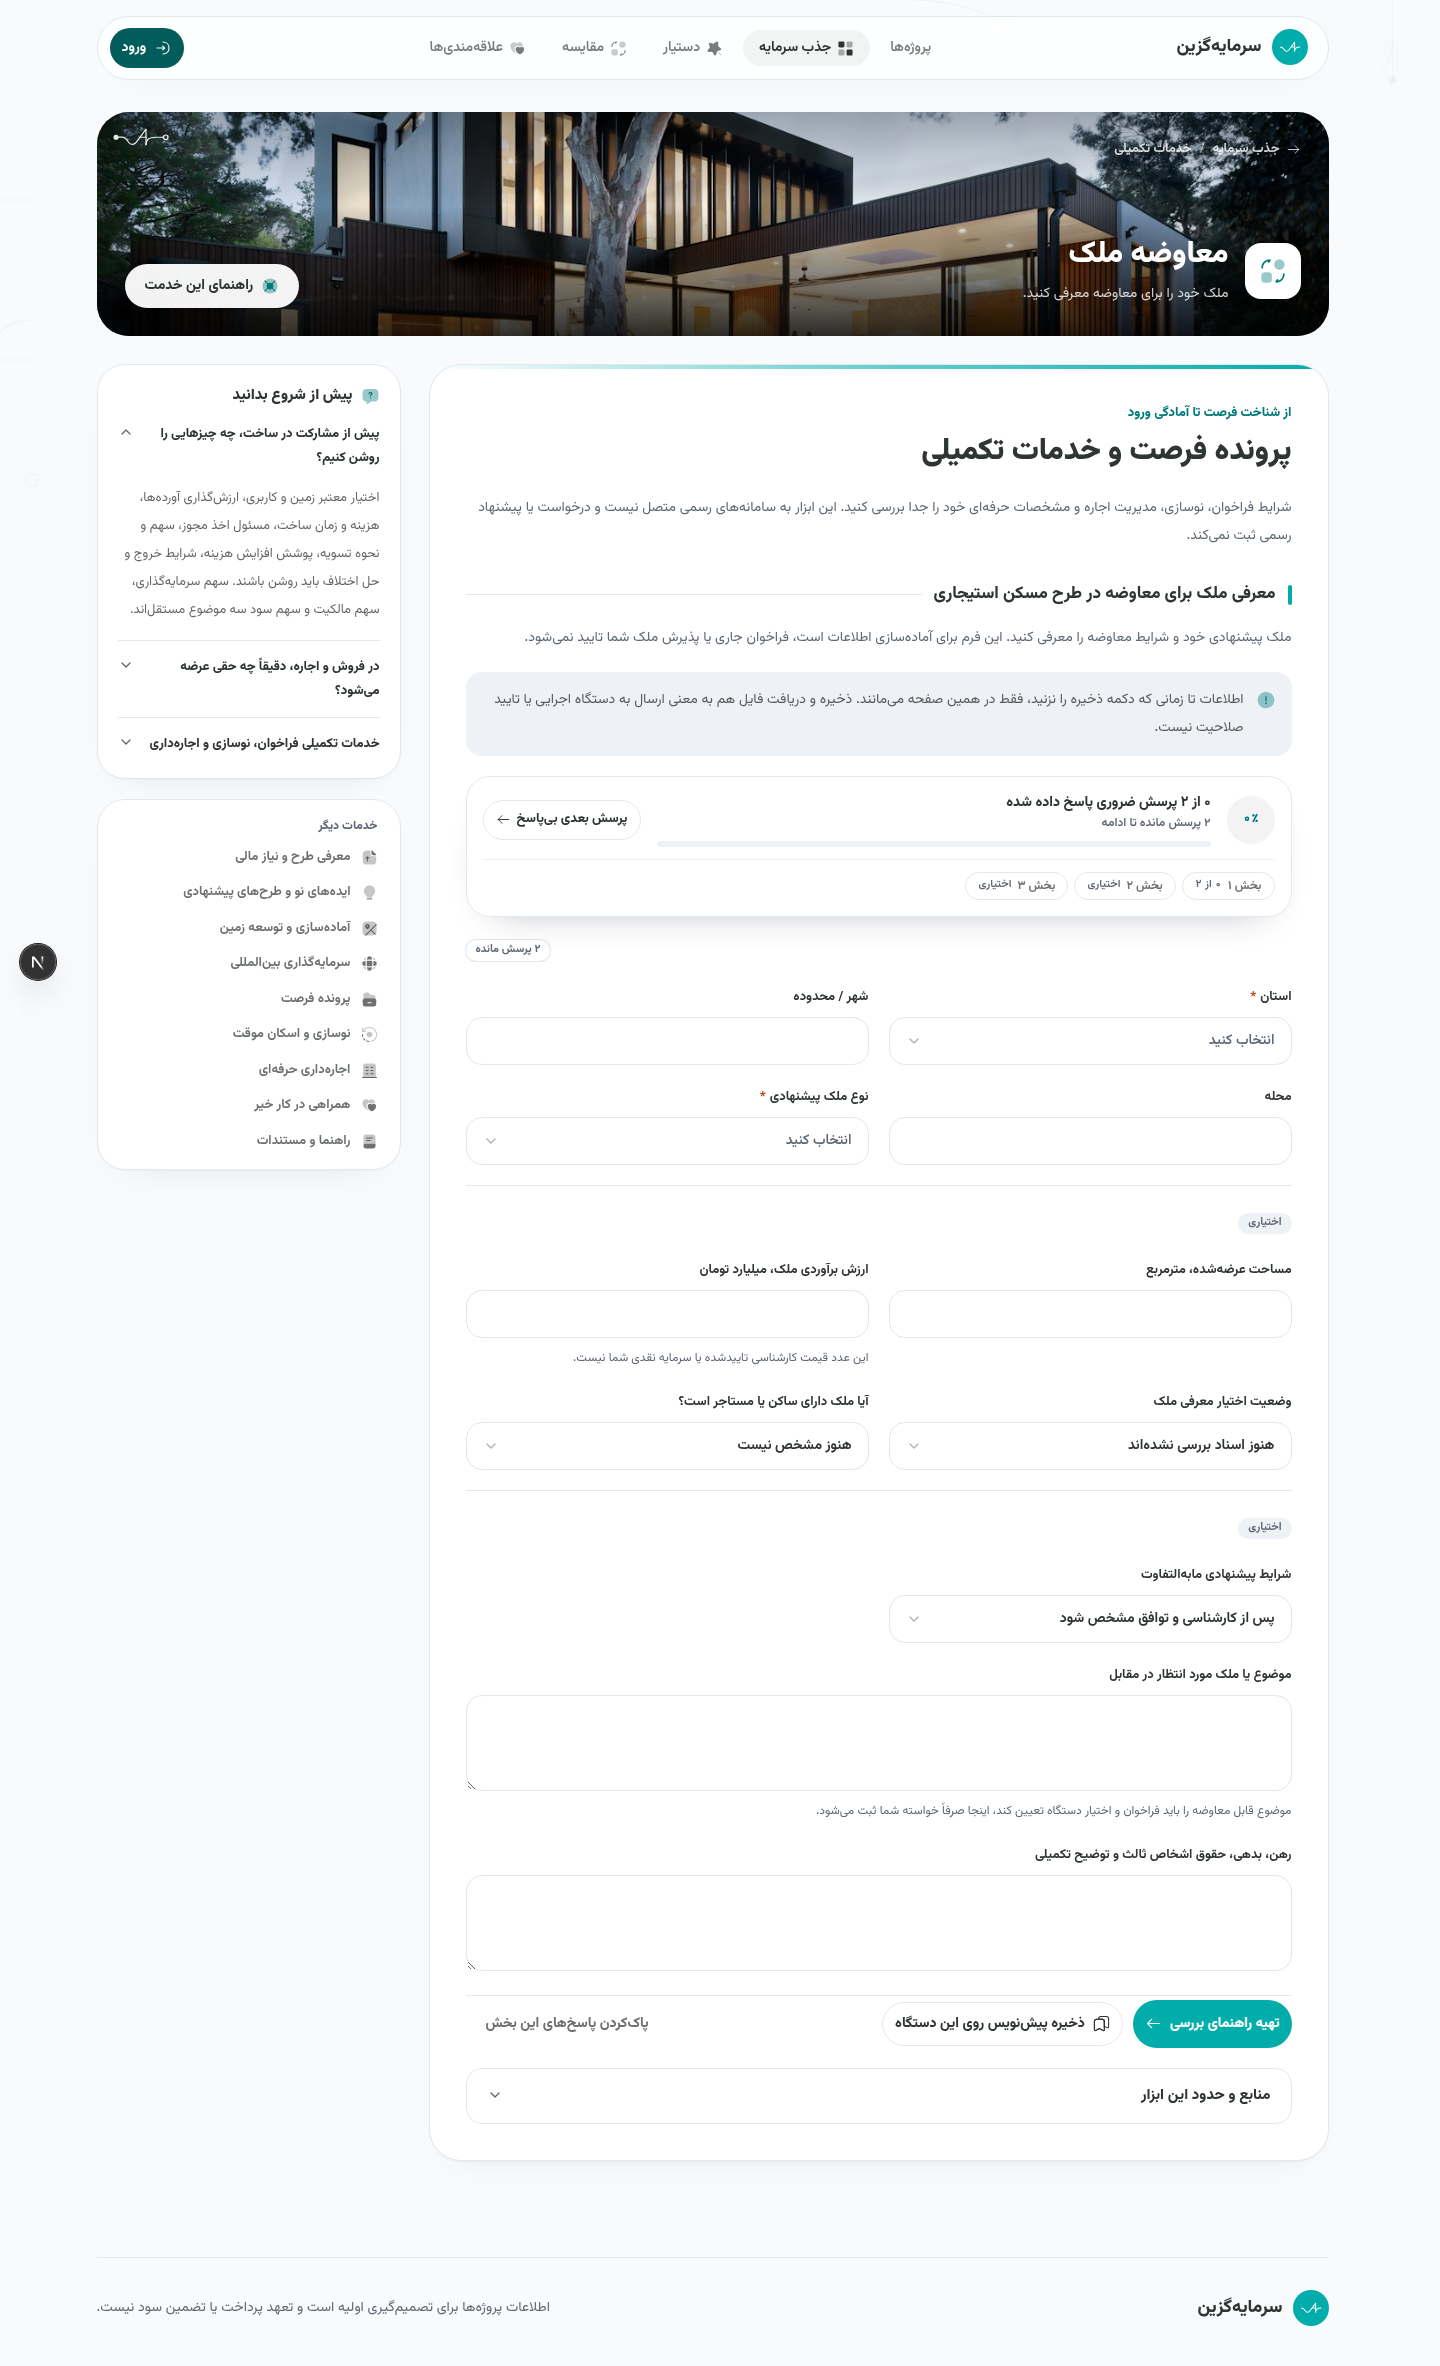 سرمایه‌گزین
پروژه‌ها
جذب سرمایه
دستیار
مقایسه
علاقه‌مندی‌ها
ورود
جذب سرمایه
خدمات تکمیلی
معاوضه ملک
ملک خود را برای معاوضه معرفی کنید.
راهنمای این خدمت
از شناخت فرصت تا آمادگی ورود
پرونده فرصت و خدمات تکمیلی
شرایط فراخوان، نوسازی، مدیریت اجاره و مشخصات حرفه‌ای خود را جدا بررسی کنید. این ابزار به سامانه‌های رسمی متصل نیست و درخواست یا پیشنهاد
رسمی ثبت نمی‌کند.
معرفی ملک برای معاوضه در طرح مسکن استیجاری
ملک پیشنهادی خود و شرایط معاوضه را معرفی کنید. این فرم برای آماده‌سازی اطلاعات است، فراخوان جاری یا پذیرش ملک شما تایید نمی‌شود.
اطلاعات تا زمانی که دکمه ذخیره را نزنید، فقط در همین صفحه می‌مانند. ذخیره و دریافت فایل هم به معنی ارسال به دستگاه اجرایی یا تایید
صلاحیت نیست.
۰٪
۰ از ۲ پرسش ضروری پاسخ داده شده
۲ پرسش مانده تا ادامه
پرسش بعدی بی‌پاسخ
بخش ۱ ۰ از ۲
بخش ۲ اختیاری
بخش ۳ اختیاری
۲ پرسش مانده
استان *
انتخاب کنید
شهر / محدوده
محله
نوع ملک پیشنهادی *
انتخاب کنید
اختیاری
مساحت عرضه‌شده، مترمربع
ارزش برآوردی ملک، میلیارد تومان
این عدد قیمت کارشناسی تاییدشده یا سرمایه نقدی شما نیست.
وضعیت اختیار معرفی ملک
هنوز اسناد بررسی نشده‌اند
آیا ملک دارای ساکن یا مستاجر است؟
هنوز مشخص نیست
اختیاری
شرایط پیشنهادی مابه‌التفاوت
پس از کارشناسی و توافق مشخص شود
موضوع یا ملک مورد انتظار در مقابل
موضوع قابل معاوضه را باید فراخوان و اختیار دستگاه تعیین کند، اینجا صرفاً خواسته شما ثبت می‌شود.
رهن، بدهی، حقوق اشخاص ثالث و توضیح تکمیلی
تهیه راهنمای بررسی
ذخیره پیش‌نویس روی این دستگاه
پاک‌کردن پاسخ‌های این بخش
منابع و حدود این ابزار
پیش از شروع بدانید
پیش از مشارکت در ساخت، چه چیزهایی را
روشن کنیم؟
اختیار معتبر زمین و کاربری، ارزش‌گذاری آورده‌ها،
هزینه و زمان ساخت، مسئول اخذ مجوز، سهم و
نحوه تسویه، پوشش افزایش هزینه، شرایط خروج و
حل اختلاف باید روشن باشند. سهم سرمایه‌گذاری،
سهم مالکیت و سهم سود سه موضوع مستقل‌اند.
در فروش و اجاره، دقیقاً چه حقی عرضه
می‌شود؟
خدمات تکمیلی فراخوان، نوسازی و اجاره‌داری
خدمات دیگر
معرفی طرح و نیاز مالی
ایده‌های نو و طرح‌های پیشنهادی
آماده‌سازی و توسعه زمین
سرمایه‌گذاری بین‌المللی
پرونده فرصت
نوسازی و اسکان موقت
اجاره‌داری حرفه‌ای
همراهی در کار خیر
راهنما و مستندات
N
سرمایه‌گزین
اطلاعات پروژه‌ها برای تصمیم‌گیری اولیه است و تعهد پرداخت یا تضمین سود نیست.